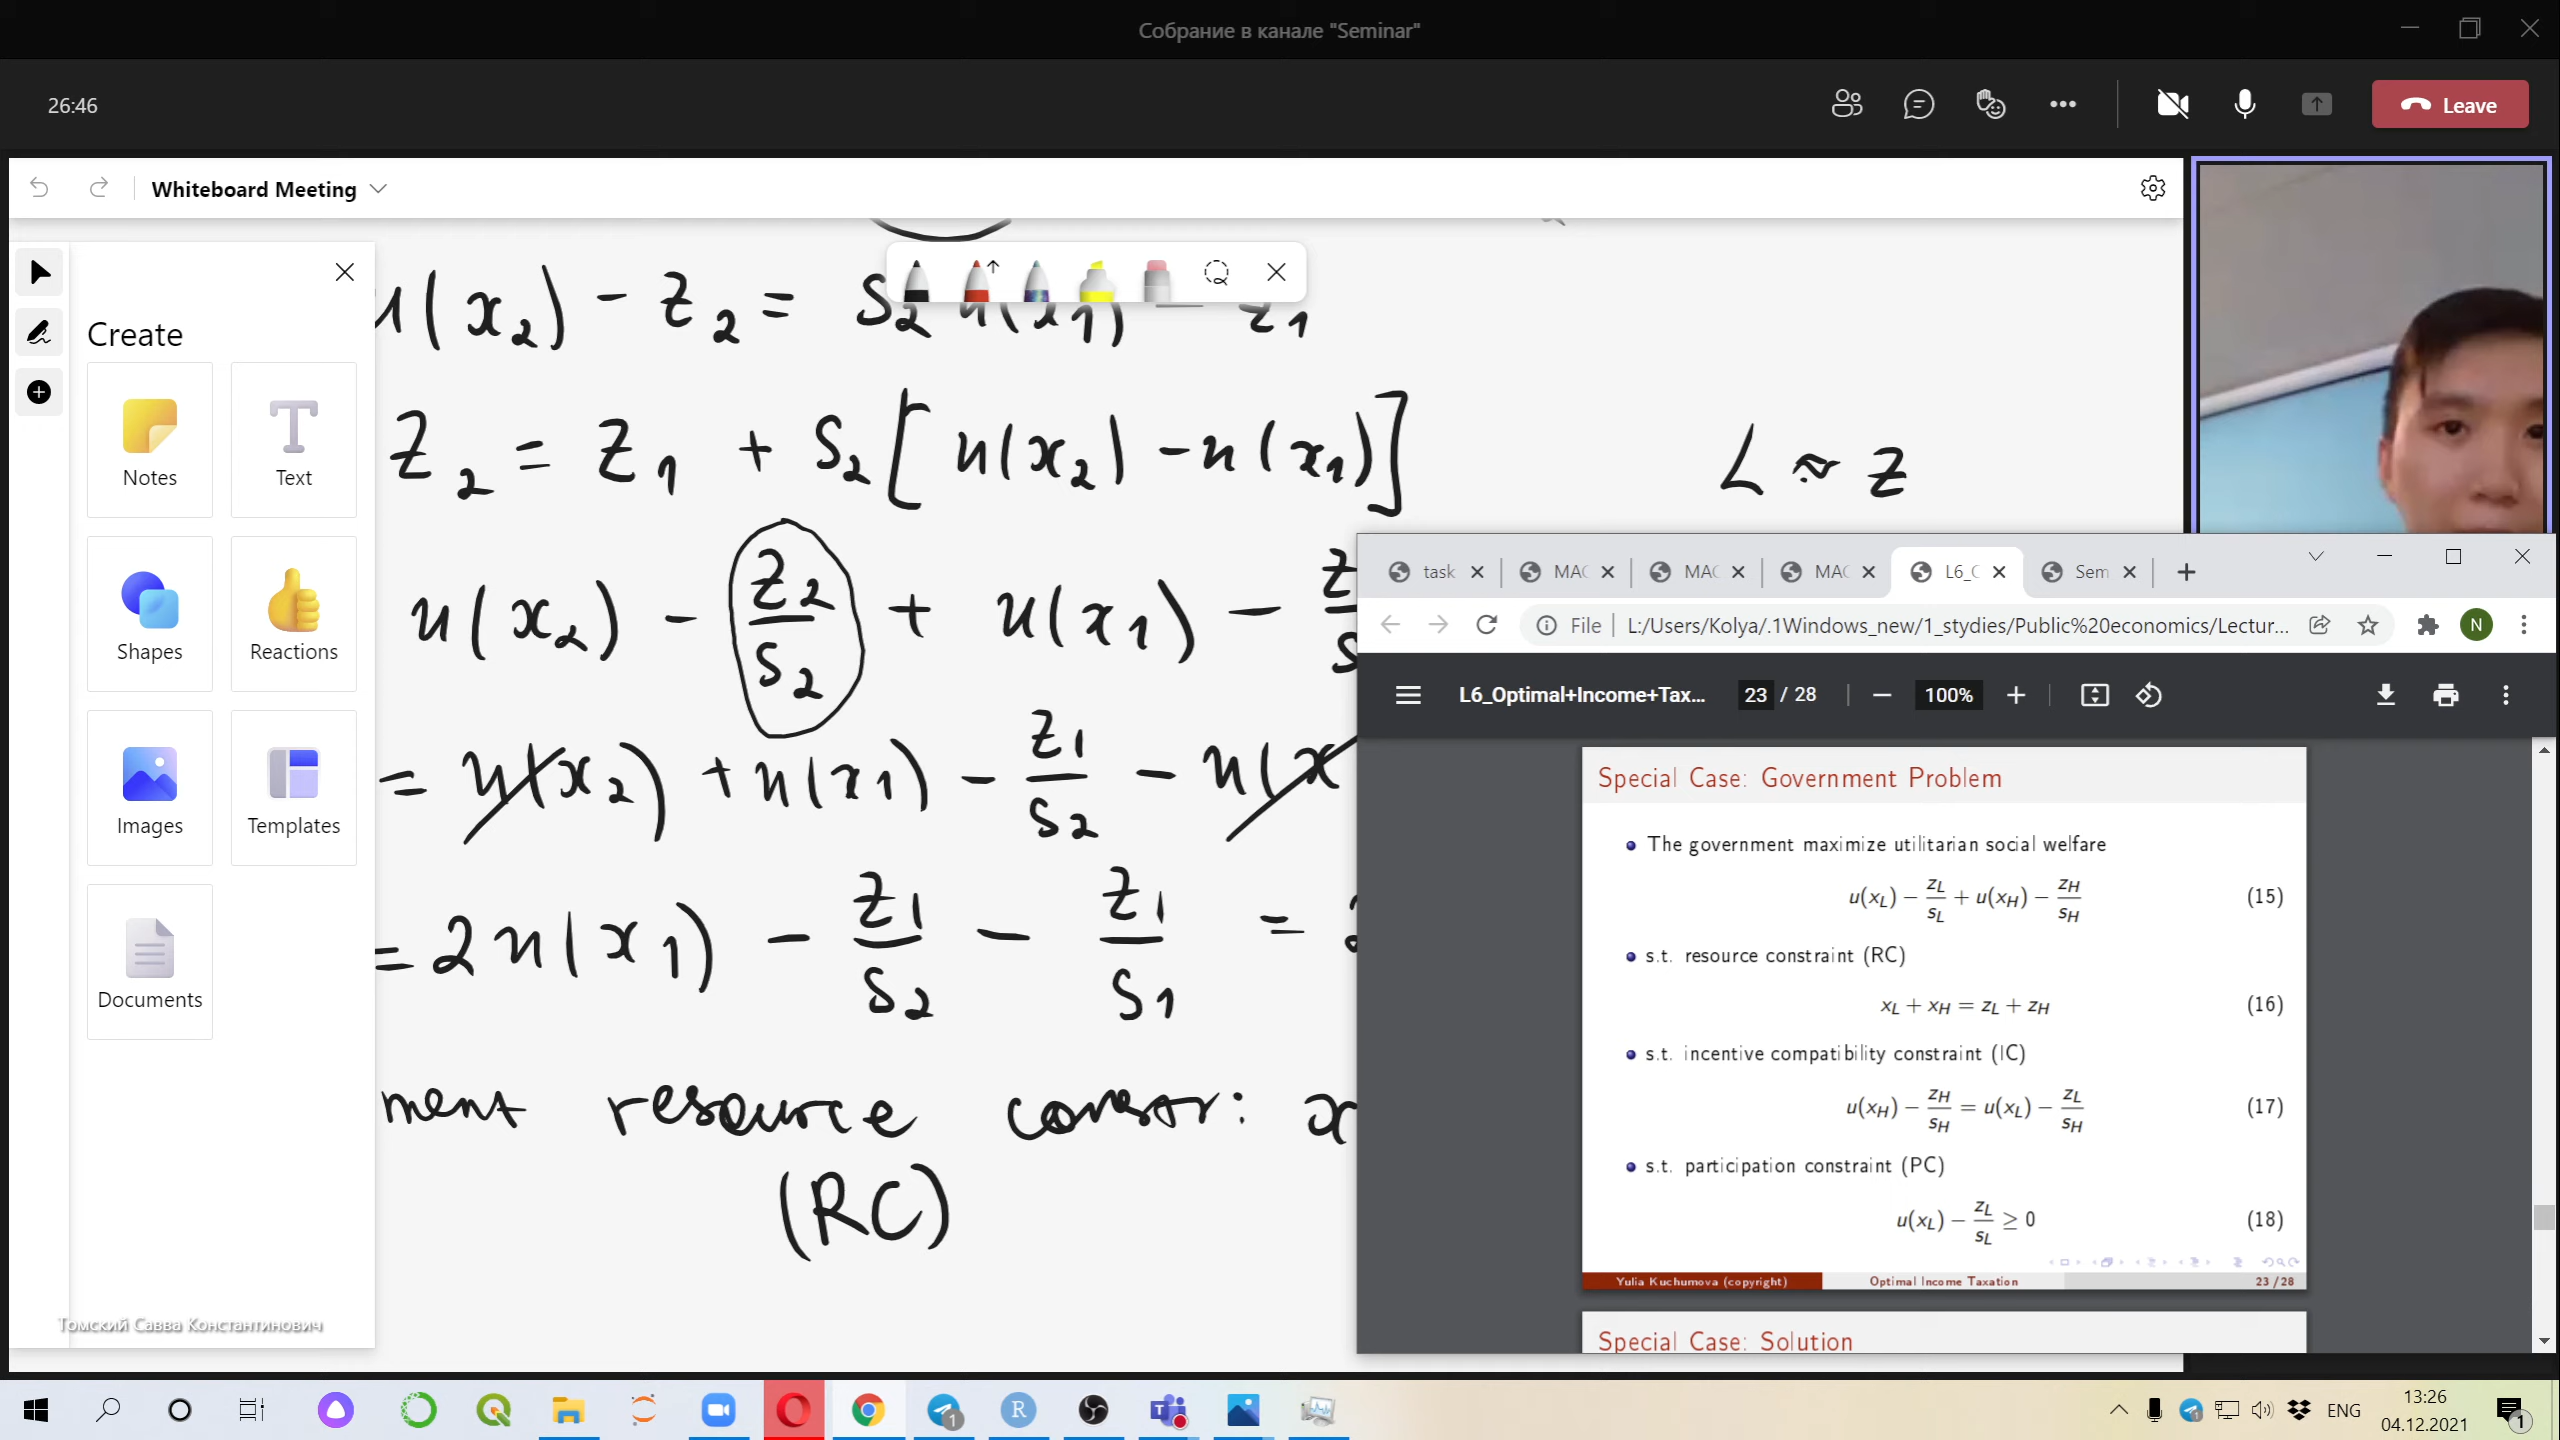 Собрание в канале "Seminar"
26:46
Leave
Whiteboard Meeting
Create
Notes
Text
Shapes
Reactions
Images
Templates
Documents
u(x₂) - z₂ = S₂ u(x₁) - z₁
z₂ = z₁ + S₂ [u(x₂) - u(x₁)]
L ≈ z
u(x₂) - z₂/S₂ + u(x₁) - z
= u(x₂) + u(x₁) - z₁/S₂ - u(x
= 2u(x₁) - z₁/S₂ - z₁/S₁ =
ment resource constr: x
(RC)
Томский Савва Константинович
task
MAC
MAC
MAC
L6_C
Sem
File
L:/Users/Kolya/.1Windows_new/1_stydies/Public%20economics/Lectur...
N
L6_Optimal+Income+Tax...
23 / 28
100%
Special Case: Government Problem
The government maximize utilitarian social welfare
u(x_L) − z_L/s_L + u(x_H) − z_H/s_H (15)
s.t. resource constraint (RC)
x_L + x_H = z_L + z_H (16)
s.t. incentive compatibility constraint (IC)
u(x_H) − z_H/s_H = u(x_L) − z_L/s_H (17)
s.t. participation constraint (PC)
u(x_L) − z_L/s_L ≥ 0 (18)
Yulia Kuchumova (copyright)
Optimal Income Taxation
23 / 28
Special Case: Solution
ENG
13:26
04.12.2021